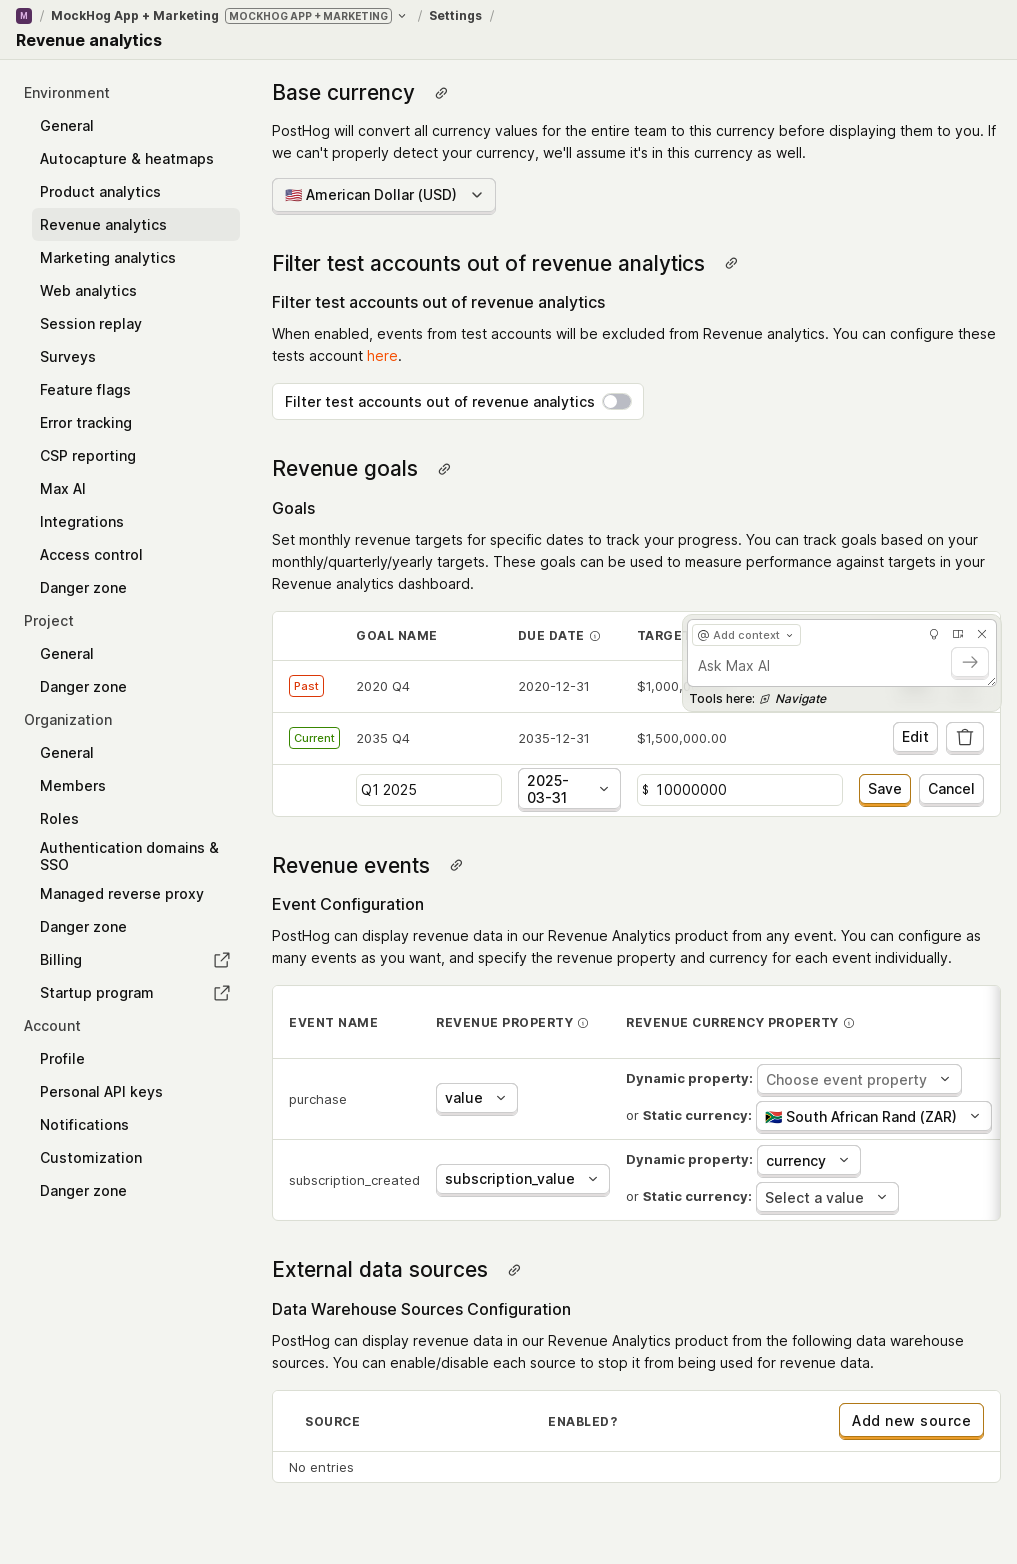 M / MockHog App + Marketing MOCKHOG APP + MARKETING / Settings /
Revenue analytics
Environment
General
Autocapture & heatmaps
Product analytics
Revenue analytics
Marketing analytics
Web analytics
Session replay
Surveys
Feature flags
Error tracking
CSP reporting
Max AI
Integrations
Access control
Danger zone
Project
General
Danger zone
Organization
General
Members
Roles
Authentication domains &
SSO
Managed reverse proxy
Danger zone
Billing
Startup program
Account
Profile
Personal API keys
Notifications
Customization
Danger zone
Base currency
PostHog will convert all currency values for the entire team to this currency before displaying them to you. If
we can't properly detect your currency, we'll assume it's in this currency as well.
🇺🇸 American Dollar (USD)
Filter test accounts out of revenue analytics
Filter test accounts out of revenue analytics
When enabled, events from test accounts will be excluded from Revenue analytics. You can configure these
tests account here.
Filter test accounts out of revenue analytics
Revenue goals
Goals
Set monthly revenue targets for specific dates to track your progress. You can track goals based on your
monthly/quarterly/yearly targets. These goals can be used to measure performance against targets in your
Revenue analytics dashboard.
GOAL NAME DUE DATE TARGE
@ Add context
Ask Max AI
Tools here: Navigate
Past 2020 Q4 2020-12-31 $1,000,
Current 2035 Q4 2035-12-31 $1,500,000.00 Edit
Q1 2025 2025-
03-31 $ 10000000 Save Cancel
Revenue events
Event Configuration
PostHog can display revenue data in our Revenue Analytics product from any event. You can configure as
many events as you want, and specify the revenue property and currency for each event individually.
EVENT NAME REVENUE PROPERTY REVENUE CURRENCY PROPERTY
purchase value Dynamic property: Choose event property
or Static currency: 🇿🇦 South African Rand (ZAR)
subscription_created subscription_value Dynamic property: currency
or Static currency: Select a value
External data sources
Data Warehouse Sources Configuration
PostHog can display revenue data in our Revenue Analytics product from the following data warehouse
sources. You can enable/disable each source to stop it from being used for revenue data.
SOURCE ENABLED? Add new source
No entries